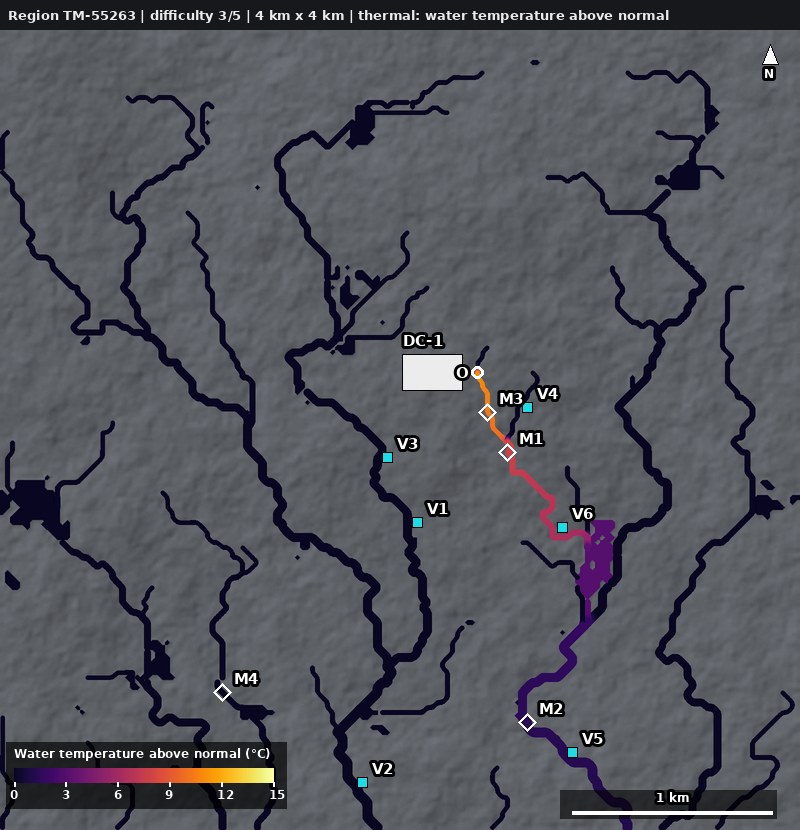 Region TM-55263 | difficulty 3/5 | 4 km x 4 km | thermal: water temperature above normal
N
DC-1
O
M3
V4
M1
V3
V1
V6
M4
M2
V5
V2
Water temperature above normal (°C)
0 3 6 9 12 15
1 km